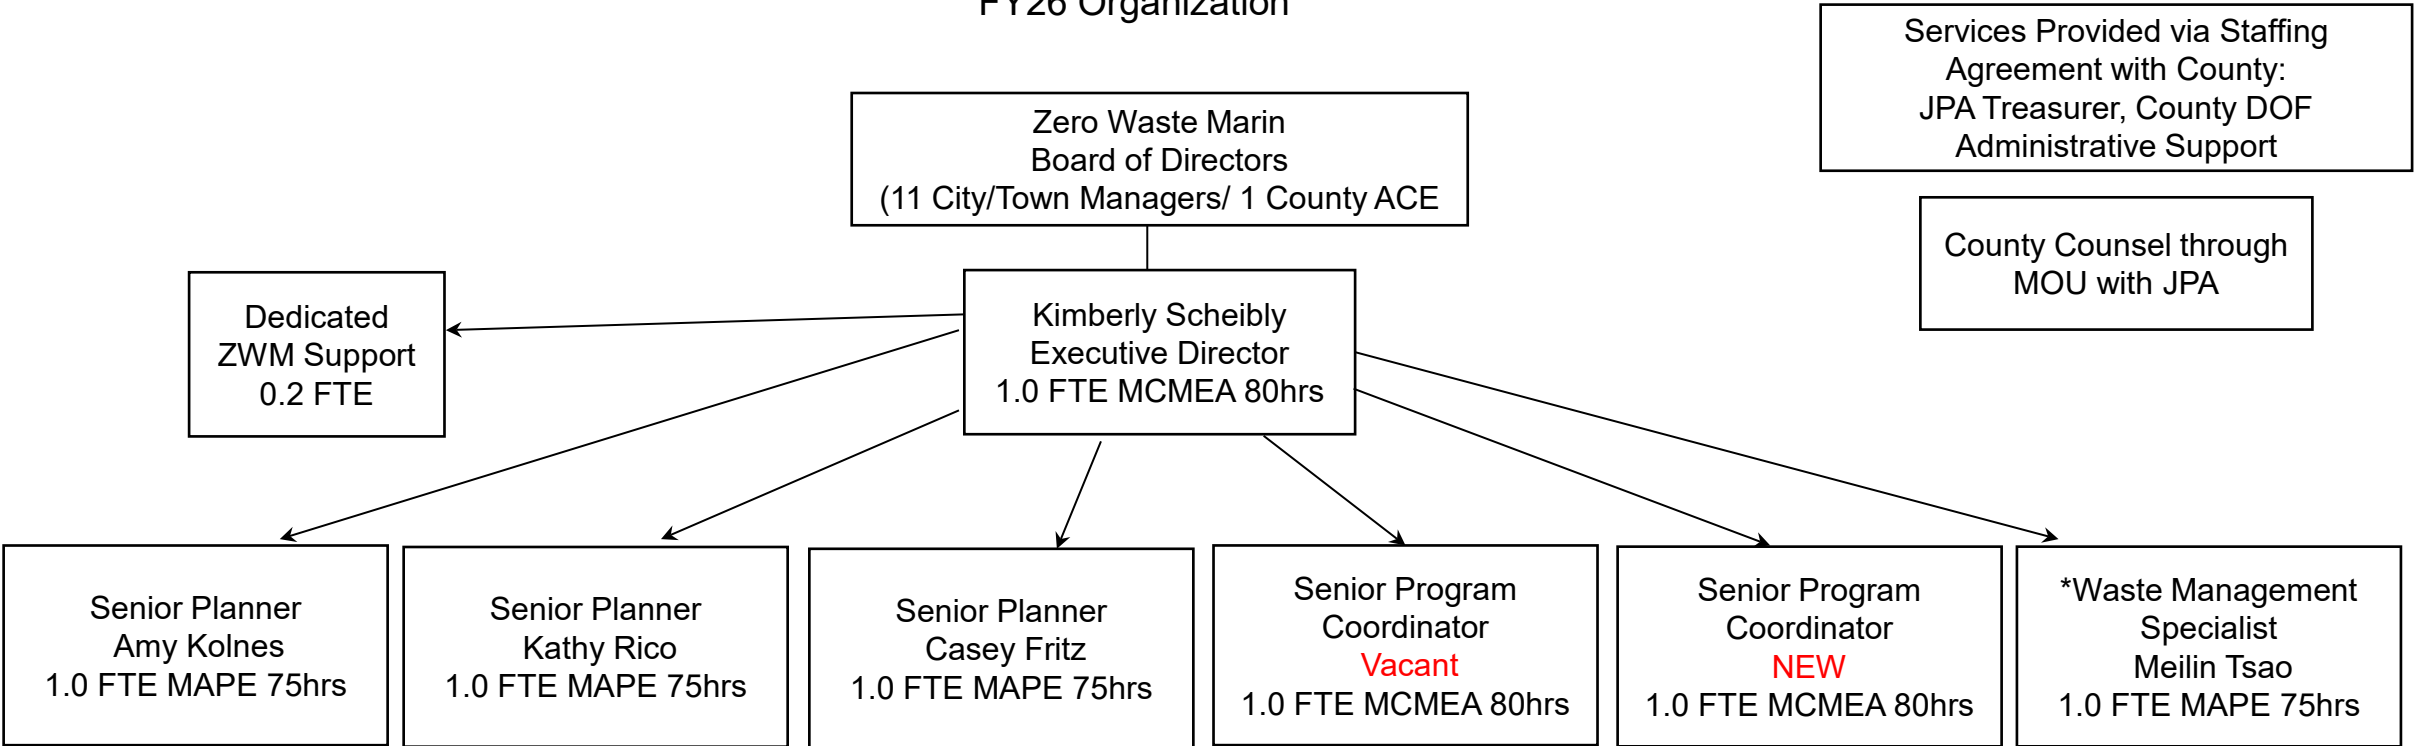 FY26 Organization
Services Provided via Staffing
Agreement with County:
JPA Treasurer, County DOF
Administrative Support
Zero Waste Marin
Board of Directors
(11 City/Town Managers/ 1 County ACE
County Counsel through
MOU with JPA
Dedicated
ZWM Support
0.2 FTE
Kimberly Scheibly
Executive Director
1.0 FTE MCMEA 80hrs
Senior Planner
Amy Kolnes
1.0 FTE MAPE 75hrs
Senior Planner
Kathy Rico
1.0 FTE MAPE 75hrs
Senior Planner
Casey Fritz
1.0 FTE MAPE 75hrs
Senior Program
Coordinator
Vacant
1.0 FTE MCMEA 80hrs
Senior Program
Coordinator
NEW
1.0 FTE MCMEA 80hrs
*Waste Management
Specialist
Meilin Tsao
1.0 FTE MAPE 75hrs